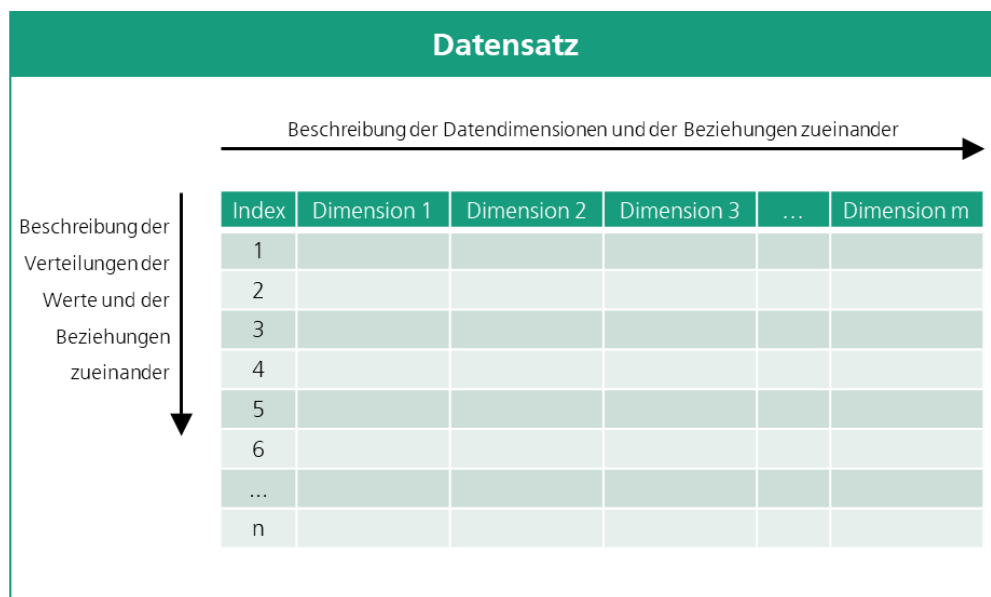 Datensatz
Beschreibung der Datendimensionen und der Beziehungen zueinander
Beschreibung der
Verteilungen der
Werte und der
Beziehungen
zueinander
Index Dimension 1 Dimension 2 Dimension 3 … Dimension m
1
2
3
4
5
6
…
n